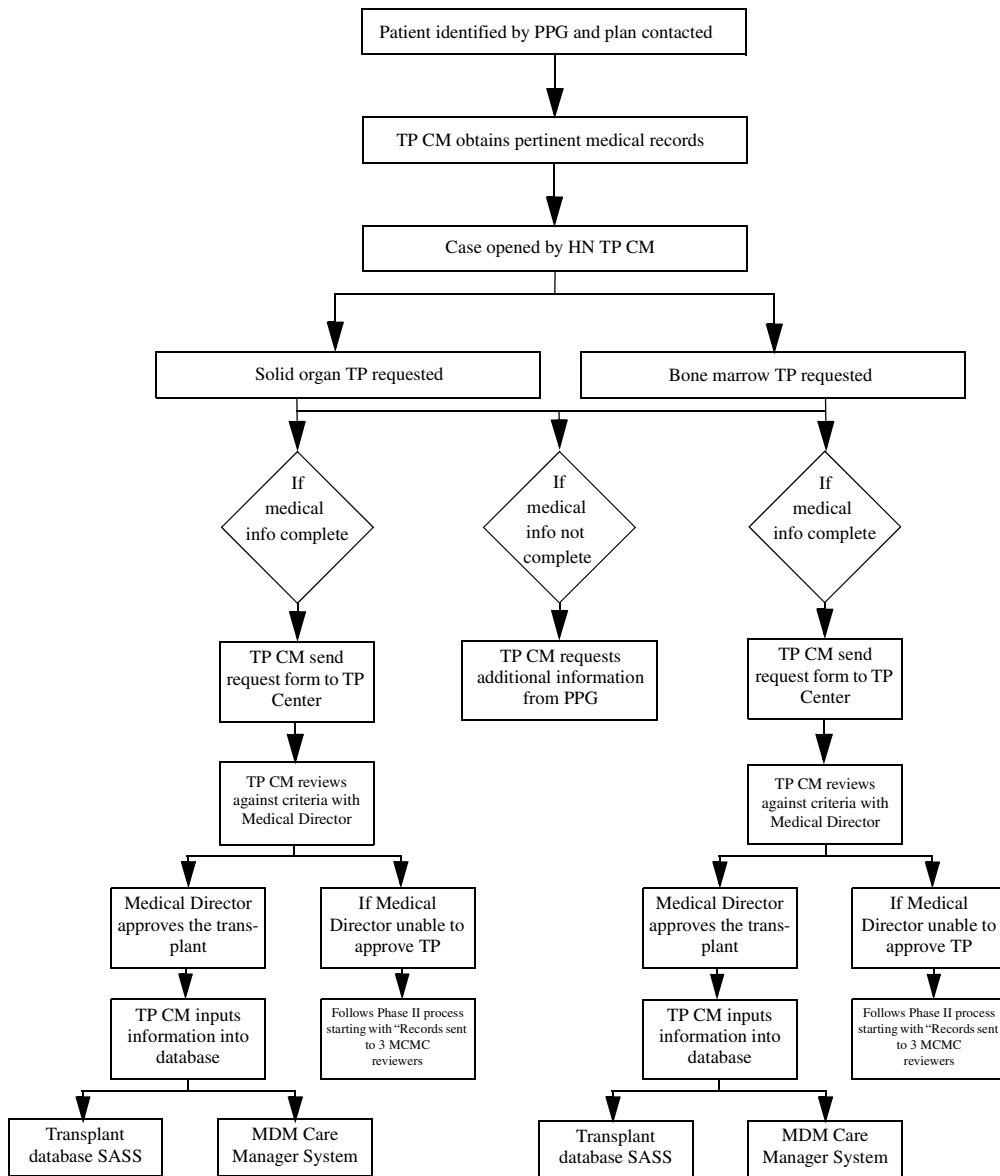 Patient identified by PPG and plan contacted
TP CM obtains pertinent medical records
Case opened by HN TP CM
Solid organ TP requested
Bone marrow TP requested
If
medical
info complete
If
medical
info not
complete
If
medical
info complete
TP CM send
request form to TP
Center
TP CM requests
additional information
from PPG
TP CM send
request form to TP
Center
TP CM reviews
against criteria with
Medical Director
TP CM reviews
against criteria with
Medical Director
Medical Director
approves the trans-
plant
If Medical
Director unable to
approve TP
Medical Director
approves the trans-
plant
If Medical
Director unable to
approve TP
TP CM inputs
information into
database
Follows Phase II process
starting with “Records sent
to 3 MCMC
reviewers
TP CM inputs
information into
database
Follows Phase II process
starting with “Records sent
to 3 MCMC
reviewers
Transplant
database SASS
MDM Care
Manager System
Transplant
database SASS
MDM Care
Manager System